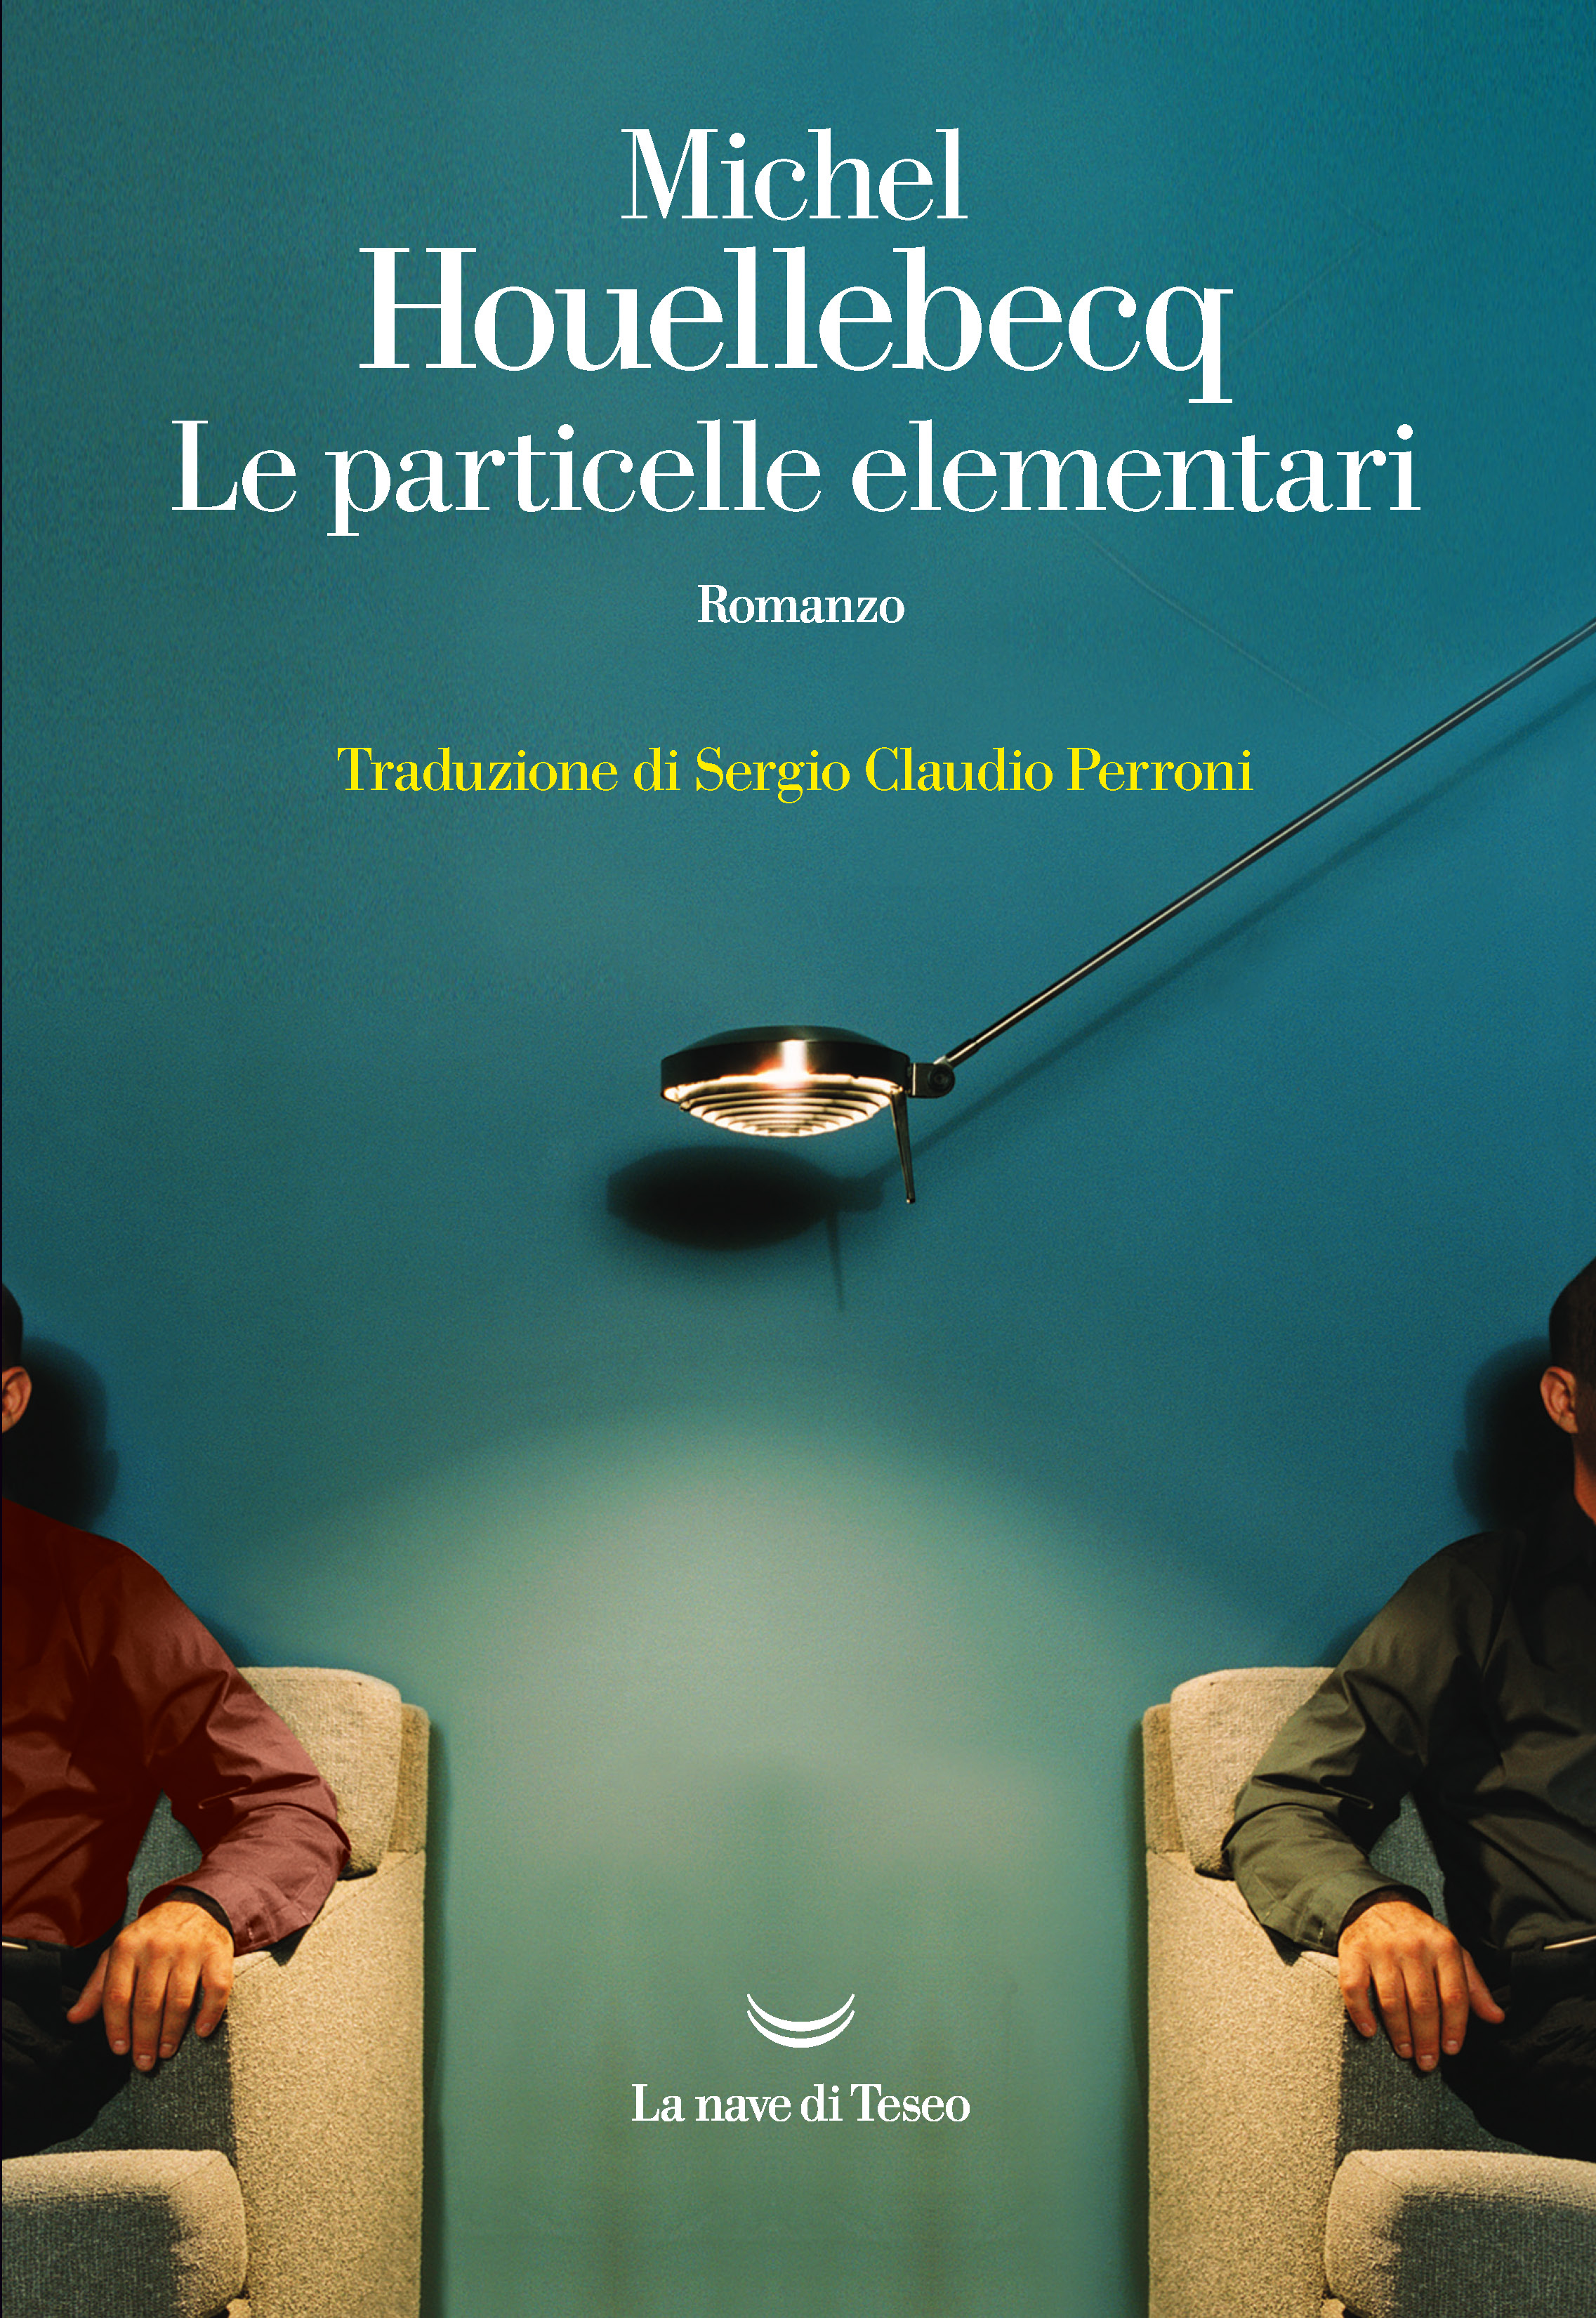 Michel
Houellebecq
Le particelle elementari
Romanzo
Traduzione di Sergio Claudio Perroni
La nave di Teseo